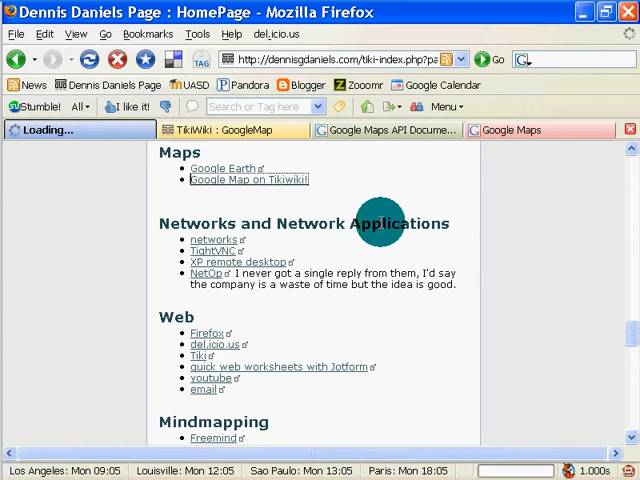 Dennis Daniels Page : HomePage - Mozilla Firefox
File Edit View Go Bookmarks Tools Help del.icio.us
TAG http://dennisgdaniels.com/tiki-index.php?pa Go G
News Dennis Daniels Page UASD Pandora Blogger Zooomr Google Calendar
Stumble! All I like it! Search or Tag here Menu
Loading... TikiWiki : GoogleMap Google Maps API Docume... Google Maps
Maps
Google Earth
Google Map on Tikiwiki!
Networks and Network Applications
networks
TightVNC
XP remote desktop
NetOp I never got a single reply from them, I'd say
the company is a waste of time but the idea is good.
Web
Firefox
del.icio.us
Tiki
quick web worksheets with Jotform
youtube
email
Mindmapping
Freemind
Los Angeles: Mon 09:05 Louisville: Mon 12:05 Sao Paulo: Mon 13:05 Paris: Mon 18:05 1.000s